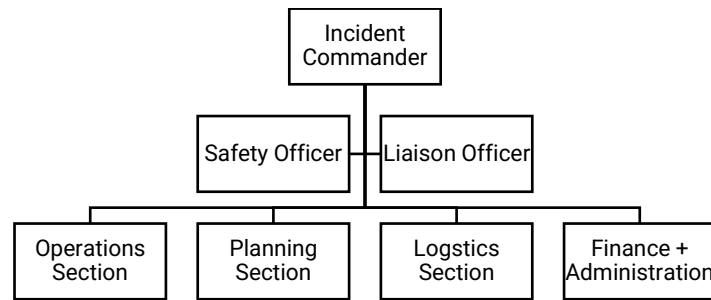 Incident
Commander
Safety Officer
Liaison Officer
Operations
Section
Planning
Section
Logstics
Section
Finance +
Administration